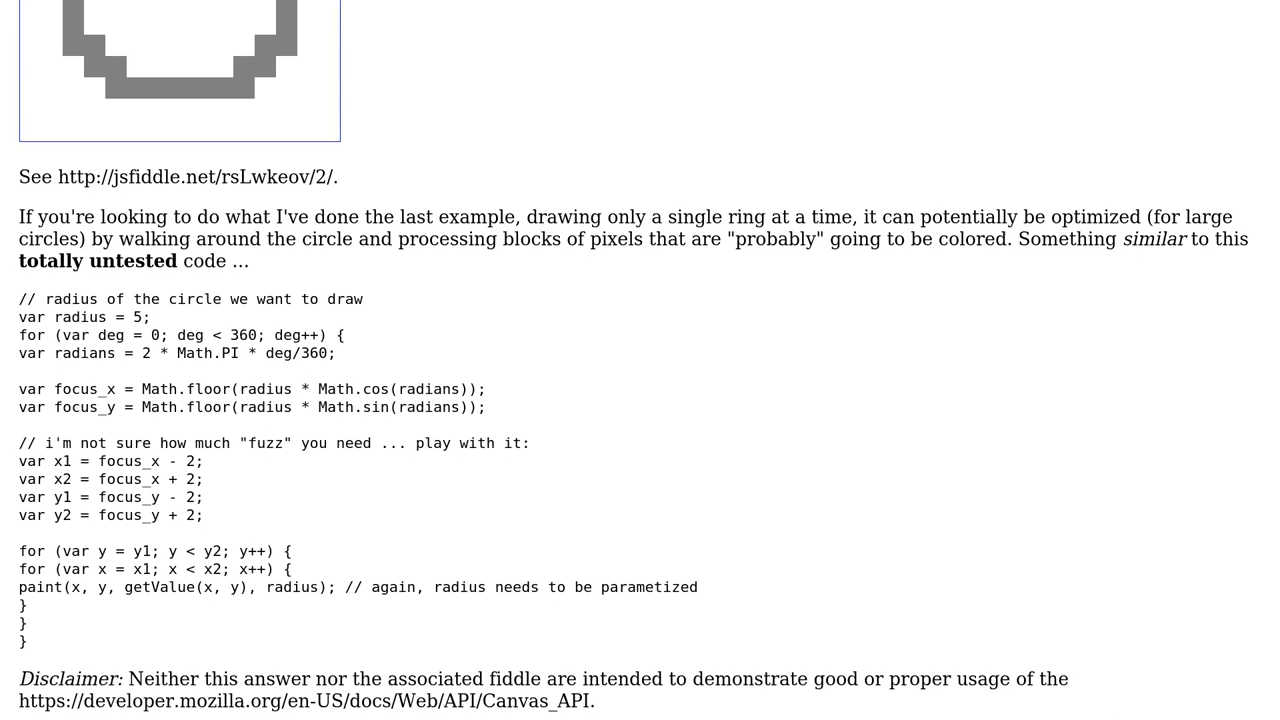 See http://jsfiddle.net/rsLwkeov/2/.
If you're looking to do what I've done the last example, drawing only a single ring at a time, it can potentially be optimized (for large
circles) by walking around the circle and processing blocks of pixels that are "probably" going to be colored. Something similar to this
totally untested code ...
// radius of the circle we want to draw
var radius = 5;
for (var deg = 0; deg < 360; deg++) {
var radians = 2 * Math.PI * deg/360;
var focus_x = Math.floor(radius * Math.cos(radians));
var focus_y = Math.floor(radius * Math.sin(radians));
// i'm not sure how much "fuzz" you need ... play with it:
var x1 = focus_x - 2;
var x2 = focus_x + 2;
var y1 = focus_y - 2;
var y2 = focus_y + 2;
for (var y = y1; y < y2; y++) {
for (var x = x1; x < x2; x++) {
paint(x, y, getValue(x, y), radius); // again, radius needs to be parametized
}
}
}
Disclaimer: Neither this answer nor the associated fiddle are intended to demonstrate good or proper usage of the
https://developer.mozilla.org/en-US/docs/Web/API/Canvas_API.